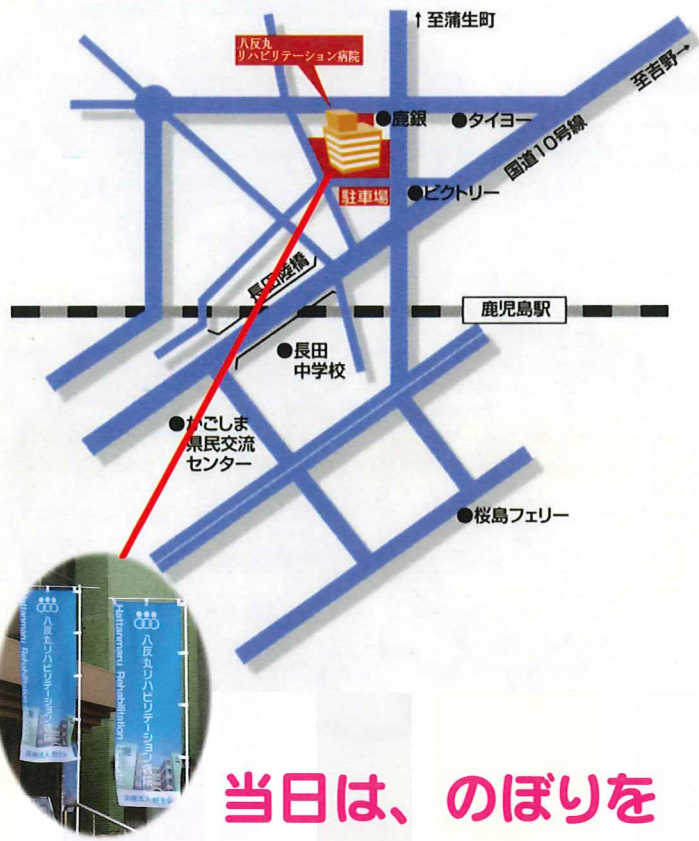 ↑至蒲生町
八反丸
リハビリテーション病院
至吉野→
●鹿銀
●タイヨー
国道10号線
駐車場
●ビクトリー
長田陸橋
鹿児島駅
●長田
中学校
●かごしま
県民交流
センター
●桜島フェリー
八反丸リハビリテーション病院
Hattanmaru Rehabilitation
八反丸リハビリテーション病院
Hattanmaru Rehabilitation
当日は、のぼりを